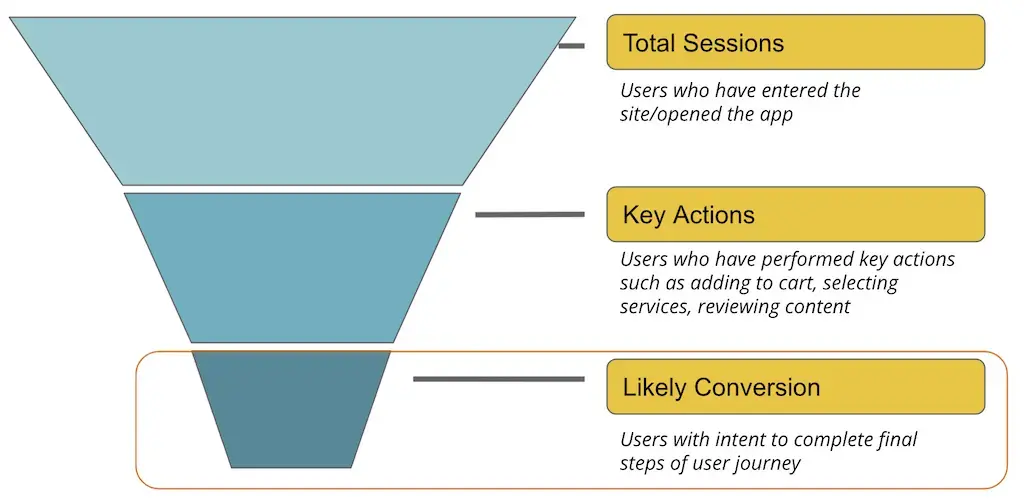 Total Sessions
Users who have entered the
site/opened the app
Key Actions
Users who have performed key actions
such as adding to cart, selecting
services, reviewing content
Likely Conversion
Users with intent to complete final
steps of user journey